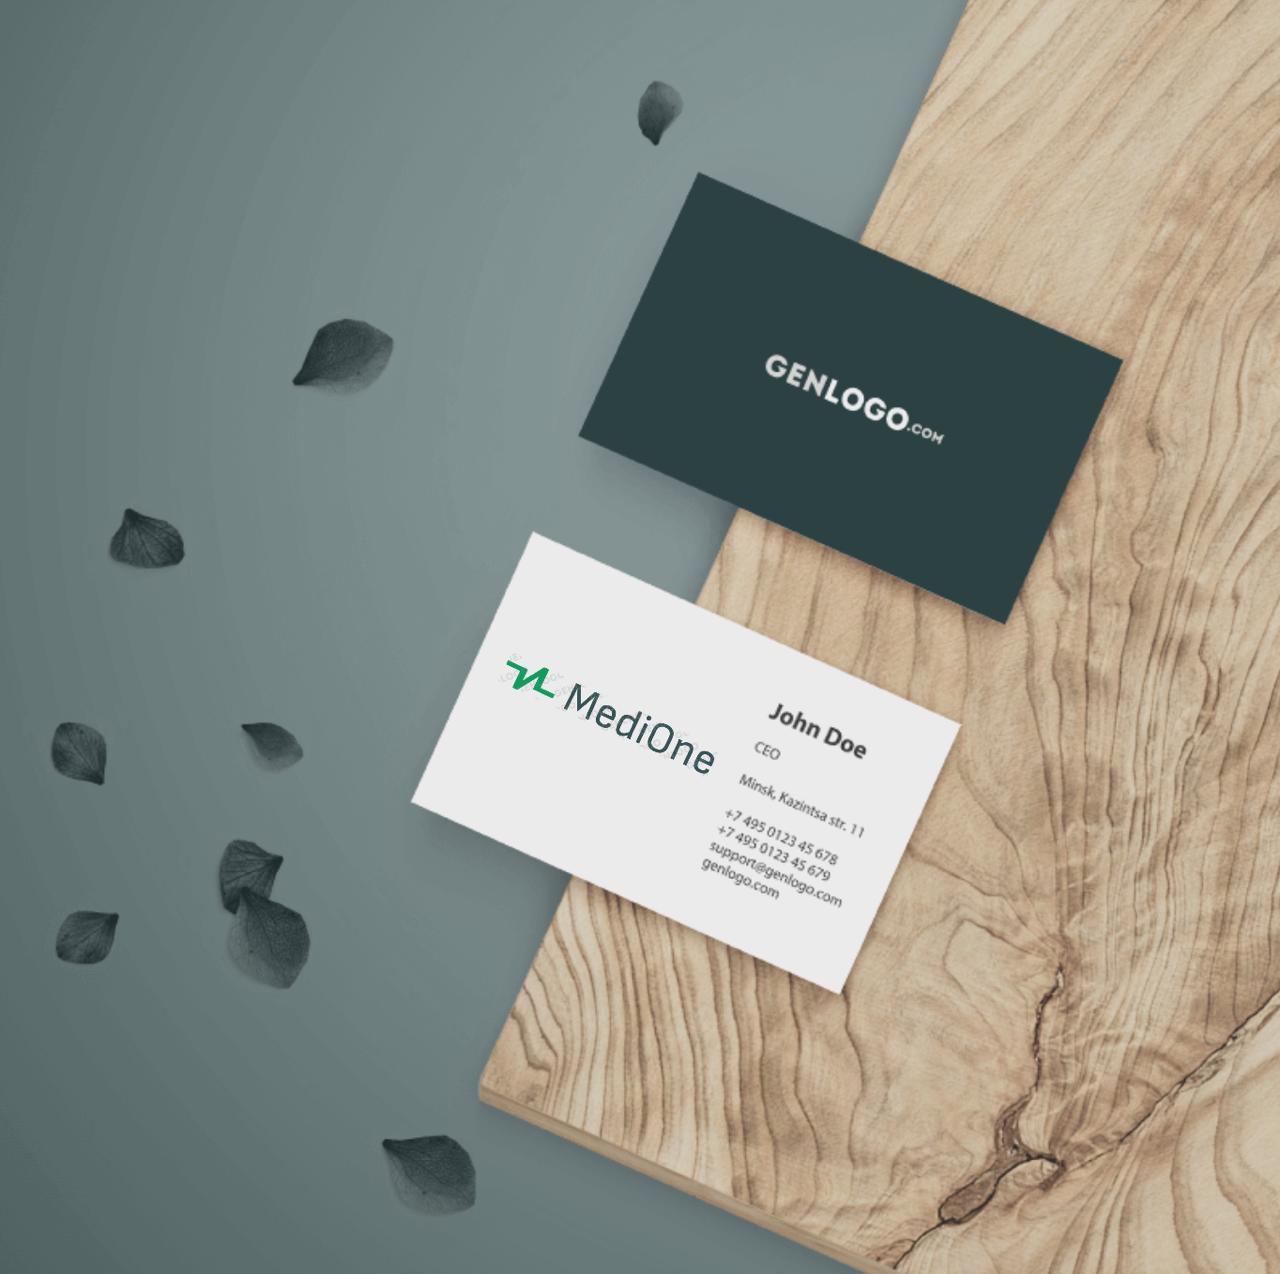 GENLOGO.COM
MediOne
John Doe
CEO
Minsk, Kazintsa str. 11
+7 495 0123 45 678
+7 495 0123 45 679
support@genlogo.com
genlogo.com